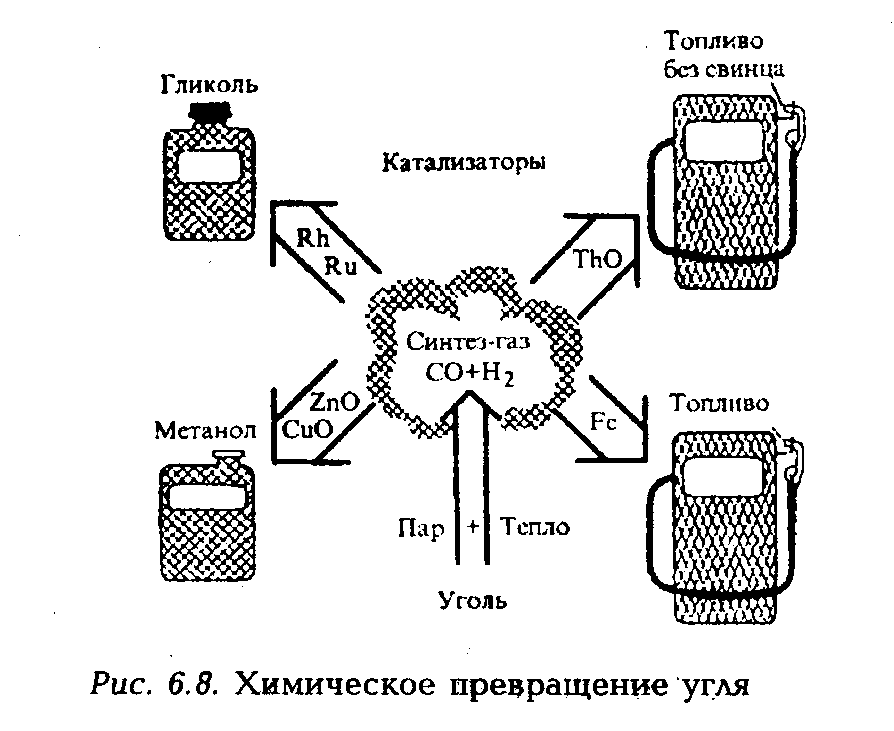 Топливо
без свинца
Гликоль
Катализаторы
Rh
Ru
ThO
Синтез-газ
CO+H₂
ZnO
CuO
Fe
Метанол
Топливо
Пар + Тепло
Уголь
Рис. 6.8. Химическое превращение угля